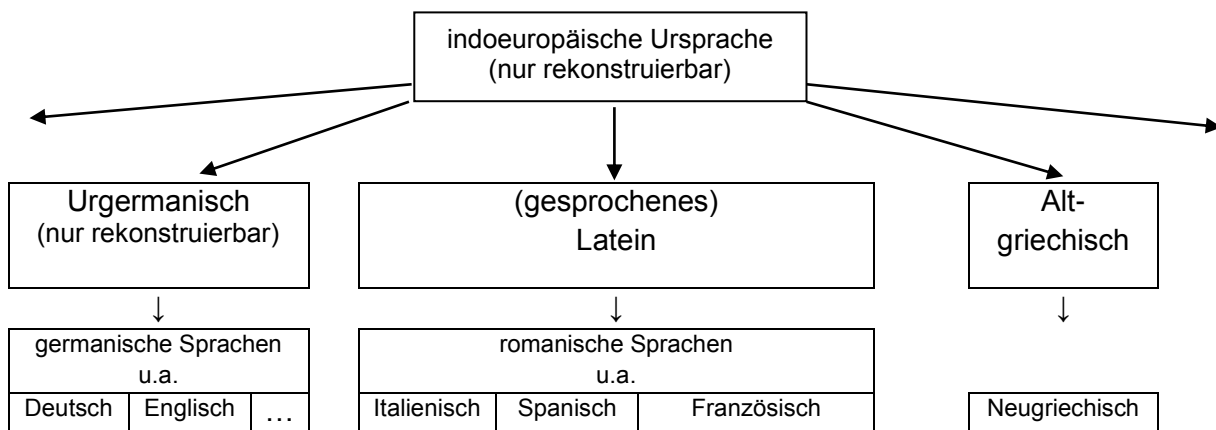 indoeuropäische Ursprache
(nur rekonstruierbar)
Urgermanisch
(nur rekonstruierbar)
(gesprochenes)
Latein
Alt-
griechisch
↓
↓
↓
germanische Sprachen
u.a.
romanische Sprachen
u.a.
Deutsch
Englisch
…
Italienisch
Spanisch
Französisch
Neugriechisch